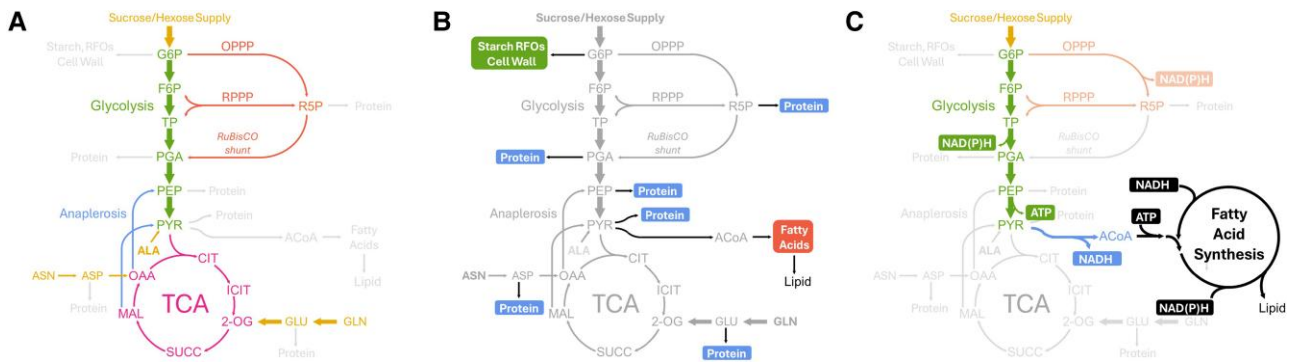 A
Sucrose/Hexose Supply
Starch, RFOs
Cell Wall
G6P
OPPP
F6P
Glycolysis
RPPP
R5P
Protein
TP
RuBisCO
shunt
Protein
PGA
PEP
Protein
Anaplerosis
Protein
PYR
ACoA
Fatty
Acids
ALA
Lipid
CIT
ASN
ASP
OAA
ICIT
TCA
Protein
MAL
2-OG
GLU
GLN
SUCC
Protein
B
Sucrose/Hexose Supply
Starch RFOs
Cell Wall
G6P
OPPP
F6P
Glycolysis
RPPP
R5P
Protein
TP
RuBisCO
shunt
Protein
PGA
PEP
Protein
Anaplerosis
Protein
PYR
ACoA
Fatty
Acids
ALA
Lipid
CIT
ASN
ASP
OAA
ICIT
TCA
Protein
MAL
2-OG
GLU
GLN
SUCC
Protein
C
Sucrose/Hexose Supply
Starch, RFOs
Cell Wall
G6P
OPPP
NAD(P)H
F6P
Glycolysis
RPPP
R5P
Protein
TP
NAD(P)H
RuBisCO
shunt
Protein
PGA
PEP
Protein
NADH
Anaplerosis
ATP
Protein
ATP
PYR
ACoA
Fatty
Acid
Synthesis
ALA
NADH
CIT
ASN
ASP
OAA
ICIT
TCA
Protein
MAL
NAD(P)H
Lipid
2-OG
GLU
GLN
SUCC
Protein